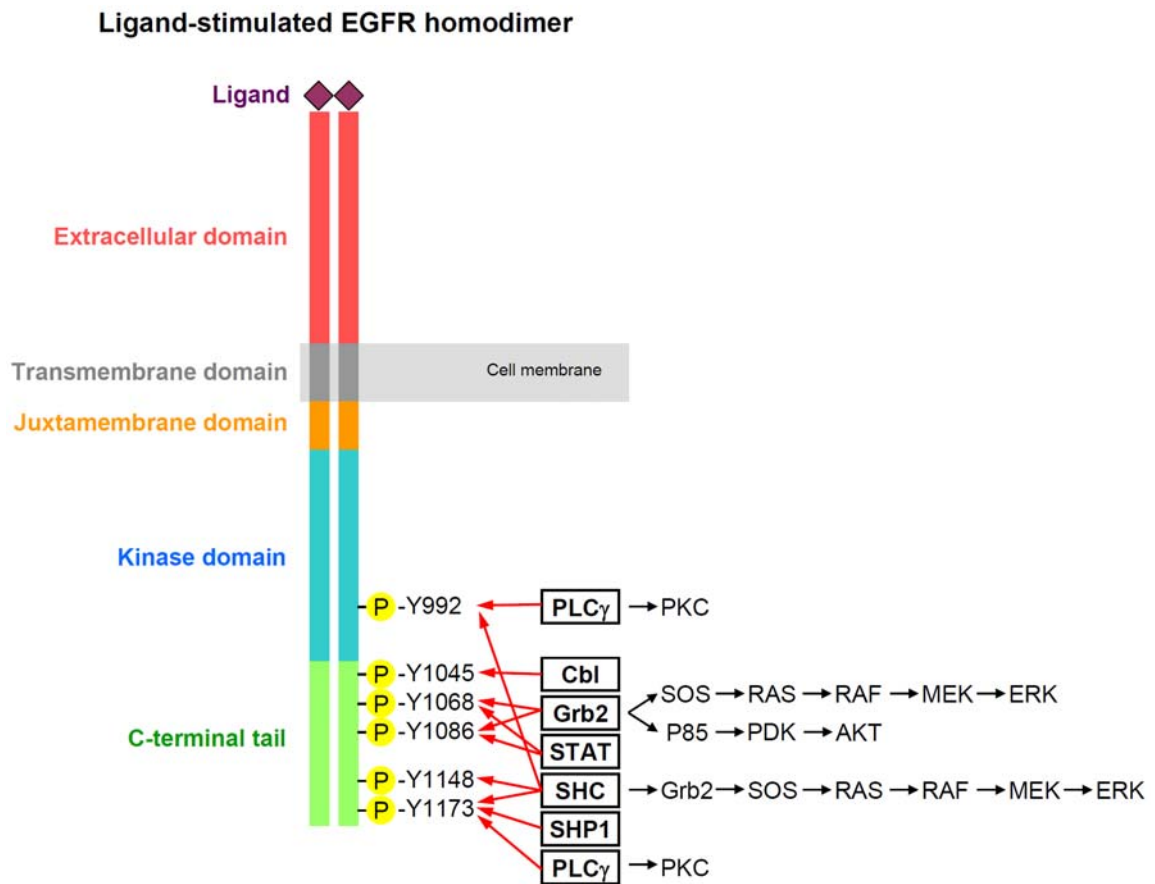 Ligand-stimulated EGFR homodimer
Ligand
Extracellular domain
Transmembrane domain
Cell membrane
Juxtamembrane domain
Kinase domain
P -Y992 PLCγ PKC
P -Y1045 Cbl
P -Y1068 Grb2 SOS RAS RAF MEK ERK
P -Y1086 P85 PDK AKT
C-terminal tail
STAT
P -Y1148 SHC Grb2 SOS RAS RAF MEK ERK
P -Y1173 SHP1
PLCγ PKC